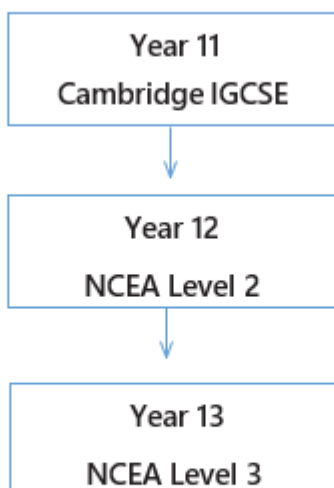 Year 11
Cambridge IGCSE
Year 12
NCEA Level 2
Year 13
NCEA Level 3